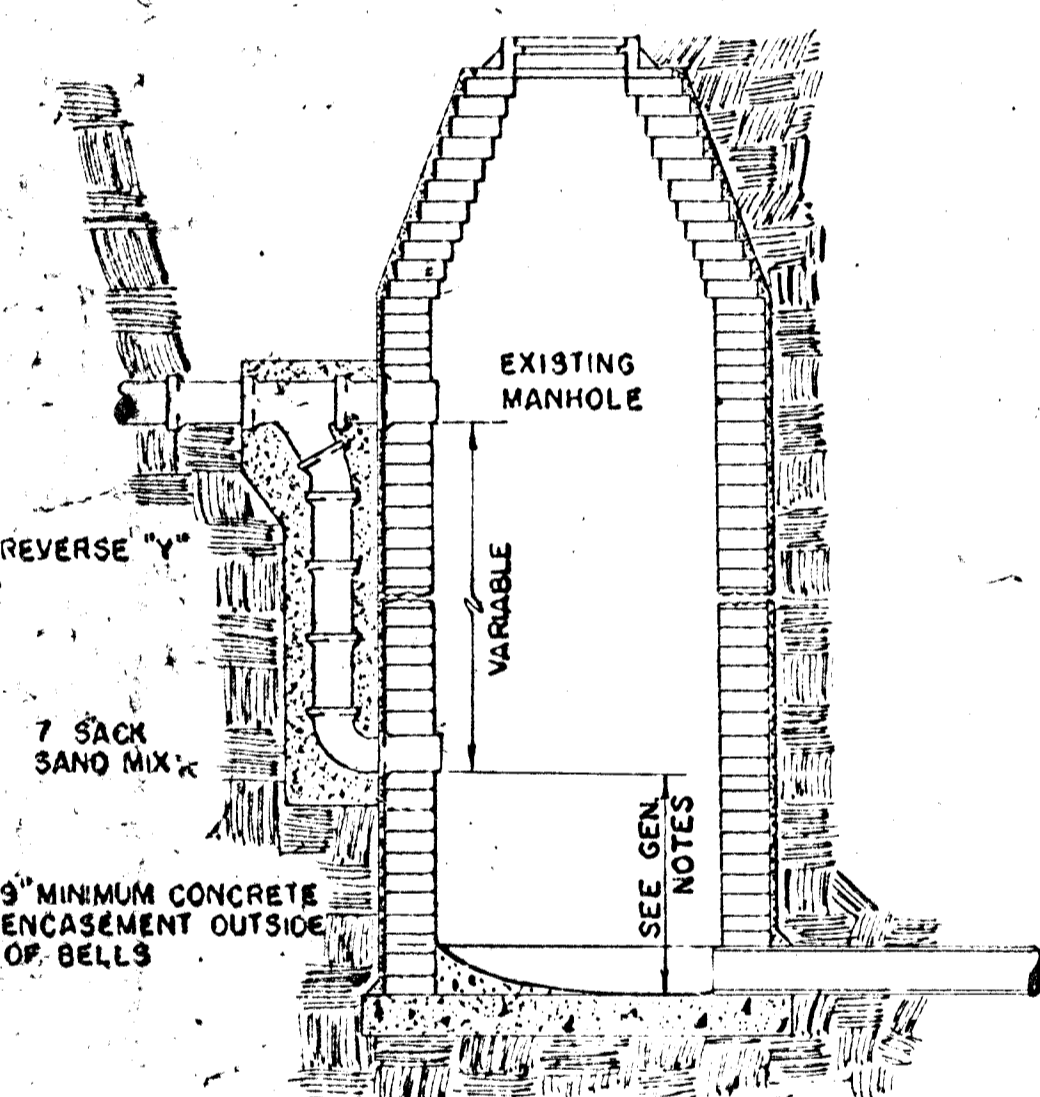 EXISTING
MANHOLE
REVERSE "Y"
VARIABLE
7 SACK
SAND MIX
SEE GEN.
NOTES
9" MINIMUM CONCRETE
ENCASEMENT OUTSIDE
OF BELLS